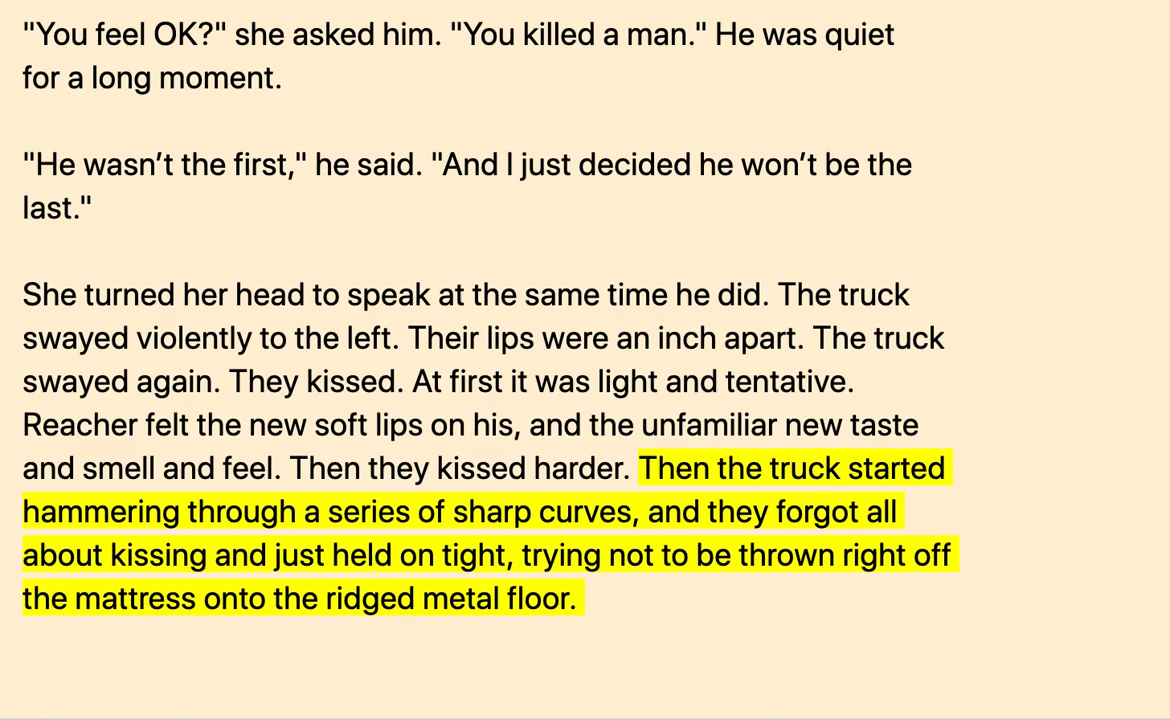 "You feel OK?" she asked him. "You killed a man." He was quiet
for a long moment.
"He wasn’t the first," he said. "And I just decided he won’t be the
last."
She turned her head to speak at the same time he did. The truck
swayed violently to the left. Their lips were an inch apart. The truck
swayed again. They kissed. At first it was light and tentative.
Reacher felt the new soft lips on his, and the unfamiliar new taste
and smell and feel. Then they kissed harder. Then the truck started
hammering through a series of sharp curves, and they forgot all
about kissing and just held on tight, trying not to be thrown right off
the mattress onto the ridged metal floor.